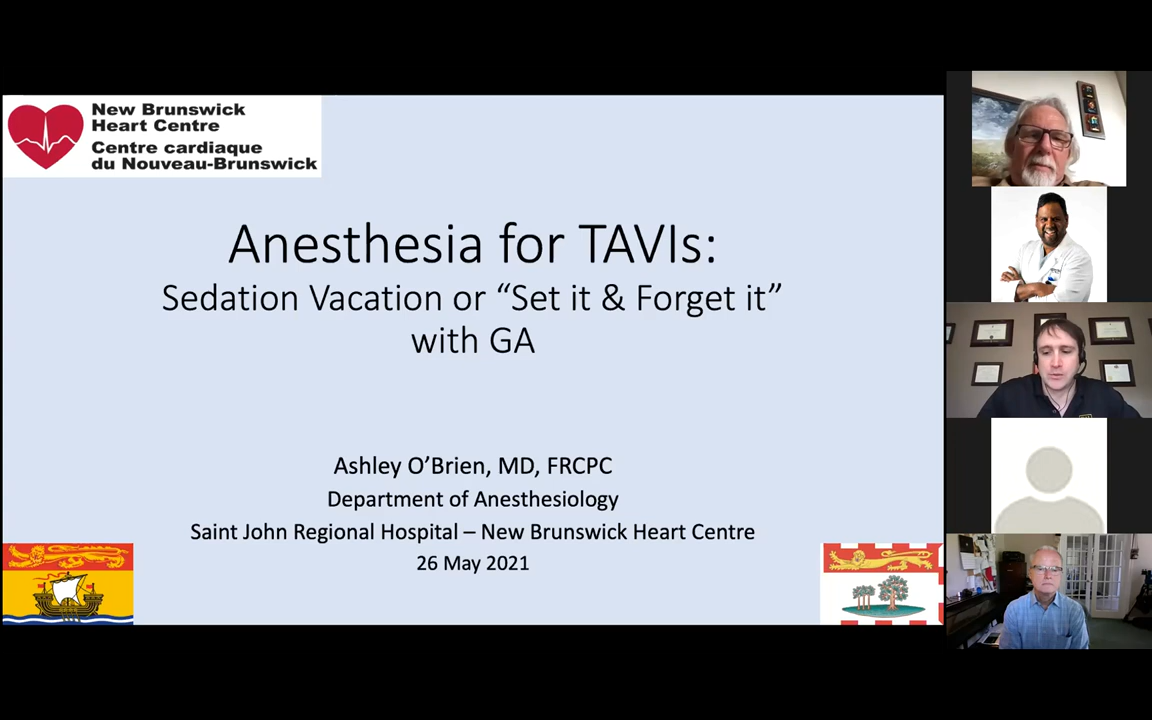 New Brunswick
Heart Centre
Centre cardiaque
du Nouveau-Brunswick
Anesthesia for TAVIs:
Sedation Vacation or “Set it & Forget it”
with GA
Ashley O’Brien, MD, FRCPC
Department of Anesthesiology
Saint John Regional Hospital – New Brunswick Heart Centre
26 May 2021